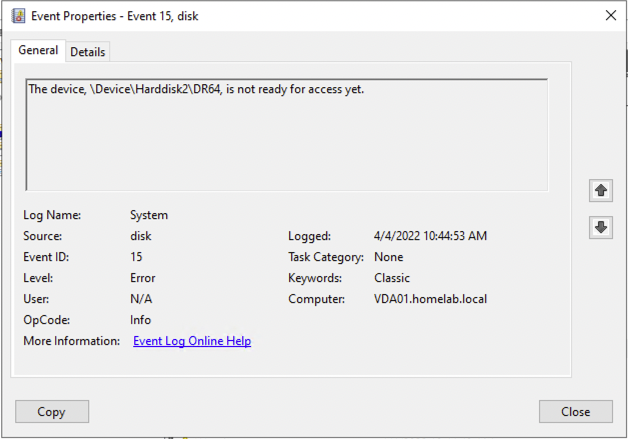 Event Properties - Event 15, disk
General Details
The device, \Device\Harddisk2\DR64, is not ready for access yet.
Log Name: System
Source: disk Logged: 4/4/2022 10:44:53 AM
Event ID: 15 Task Category: None
Level: Error Keywords: Classic
User: N/A Computer: VDA01.homelab.local
OpCode: Info
More Information: Event Log Online Help
Copy Close